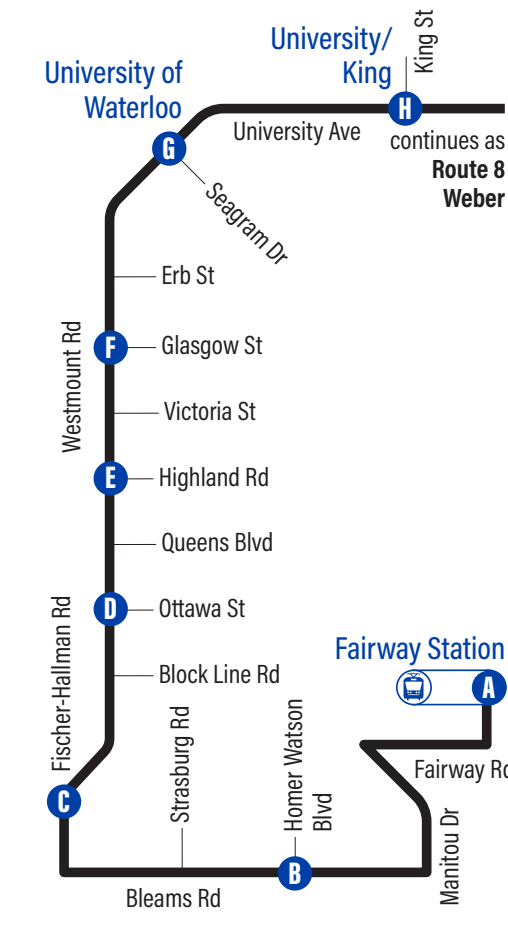 University/
King
King St
University of
Waterloo
H
University Ave
continues as
Route 8
Weber
G
Seagram Dr
Erb St
Westmount Rd
F
Glasgow St
Victoria St
E
Highland Rd
Queens Blvd
D
Ottawa St
Fischer-Hallman Rd
Block Line Rd
Fairway Station
A
Fairway Rd
Strasburg Rd
Homer Watson
Blvd
C
Manitou Dr
B
Bleams Rd